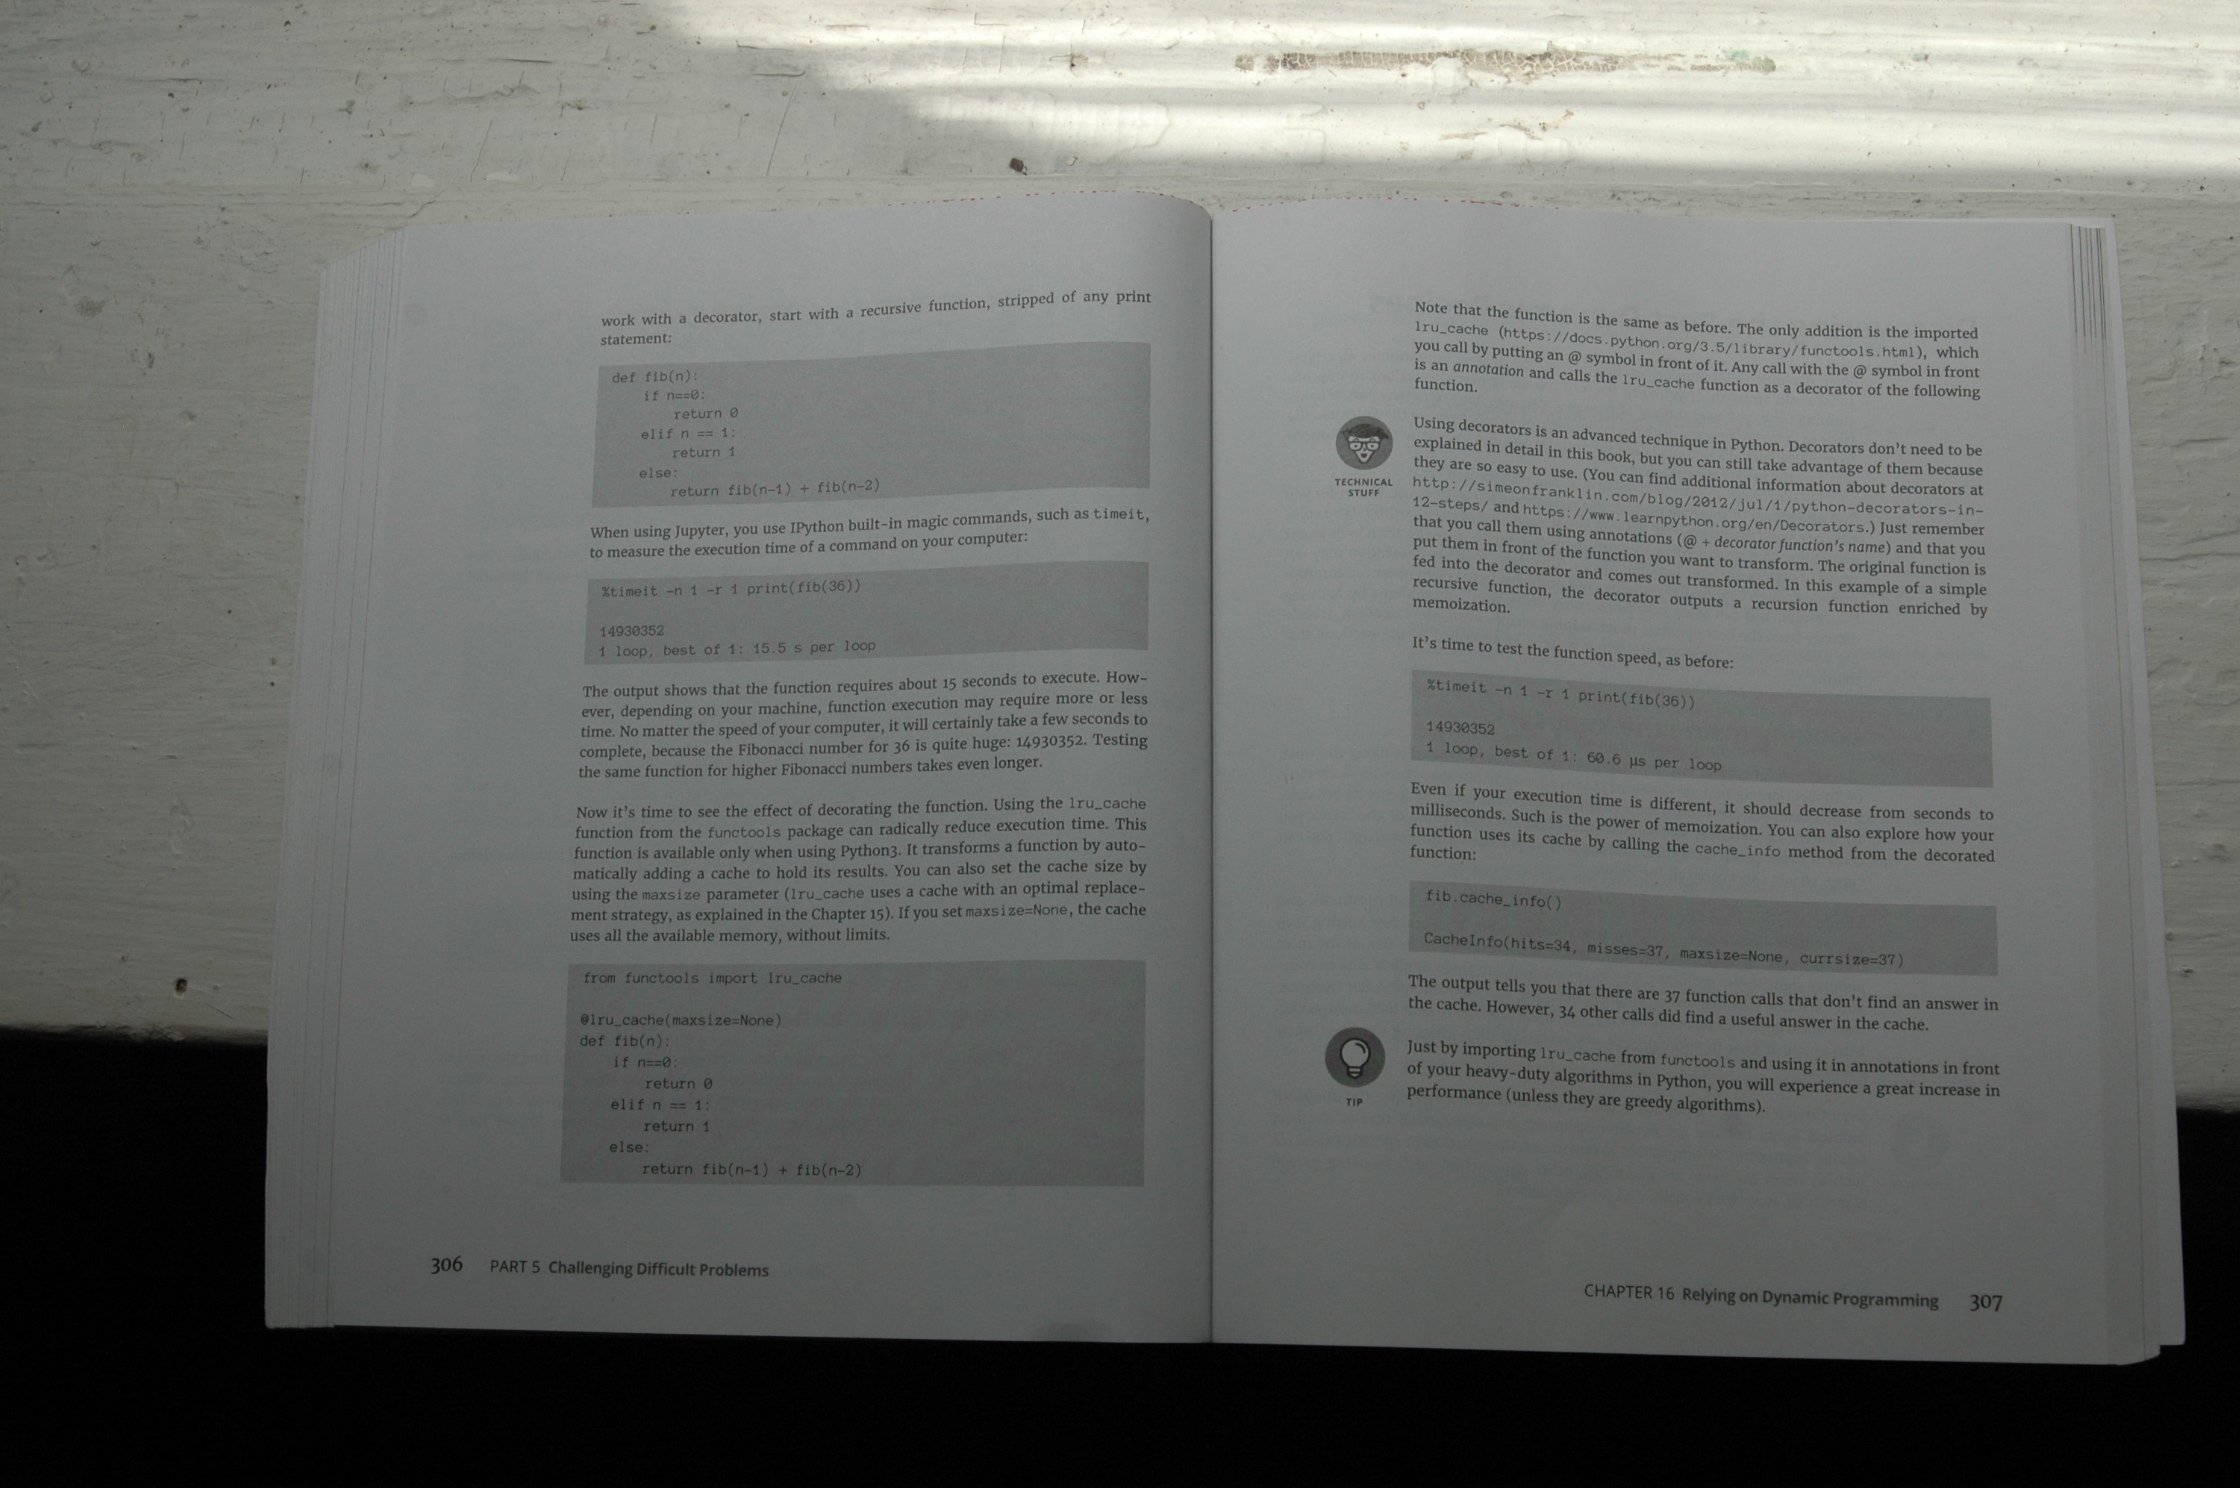 work with a decorator, start with a recursive function, stripped of any print
statement:
def fib(n):
    if n==0:
        return 0
    elif n == 1:
        return 1
    else:
        return fib(n-1) + fib(n-2)
When using Jupyter, you use IPython built-in magic commands, such as timeit,
to measure the execution time of a command on your computer:
%timeit -n 1 -r 1 print(fib(36))
14930352
1 loop, best of 1: 15.5 s per loop
The output shows that the function requires about 15 seconds to execute. How-
ever, depending on your machine, function execution may require more or less
time. No matter the speed of your computer, it will certainly take a few seconds to
complete, because the Fibonacci number for 36 is quite huge: 14930352. Testing
the same function for higher Fibonacci numbers takes even longer.
Now it's time to see the effect of decorating the function. Using the lru_cache
function from the functools package can radically reduce execution time. This
function is available only when using Python3. It transforms a function by auto-
matically adding a cache to hold its results. You can also set the cache size by
using the maxsize parameter (lru_cache uses a cache with an optimal replace-
ment strategy, as explained in the Chapter 15). If you set maxsize=None, the cache
uses all the available memory, without limits.
from functools import lru_cache
@lru_cache(maxsize=None)
def fib(n):
    if n==0:
        return 0
    elif n == 1:
        return 1
    else:
        return fib(n-1) + fib(n-2)
306 PART 5 Challenging Difficult Problems
Note that the function is the same as before. The only addition is the imported
lru_cache (https://docs.python.org/3.5/library/functools.html), which
you call by putting an @ symbol in front of it. Any call with the @ symbol in front
is an annotation and calls the lru_cache function as a decorator of the following
function.
TECHNICAL
STUFF
Using decorators is an advanced technique in Python. Decorators don't need to be
explained in detail in this book, but you can still take advantage of them because
they are so easy to use. (You can find additional information about decorators at
http://simeonfranklin.com/blog/2012/jul/1/python-decorators-in-
12-steps/ and https://www.learnpython.org/en/Decorators.) Just remember
that you call them using annotations (@ + decorator function's name) and that you
put them in front of the function you want to transform. The original function is
fed into the decorator and comes out transformed. In this example of a simple
recursive function, the decorator outputs a recursion function enriched by
memoization.
It's time to test the function speed, as before:
%timeit -n 1 -r 1 print(fib(36))
14930352
1 loop, best of 1: 60.6 µs per loop
Even if your execution time is different, it should decrease from seconds to
milliseconds. Such is the power of memoization. You can also explore how your
function uses its cache by calling the cache_info method from the decorated
function:
fib.cache_info()
CacheInfo(hits=34, misses=37, maxsize=None, currsize=37)
The output tells you that there are 37 function calls that don't find an answer in
the cache. However, 34 other calls did find a useful answer in the cache.
TIP
Just by importing lru_cache from functools and using it in annotations in front
of your heavy-duty algorithms in Python, you will experience a great increase in
performance (unless they are greedy algorithms).
CHAPTER 16 Relying on Dynamic Programming 307